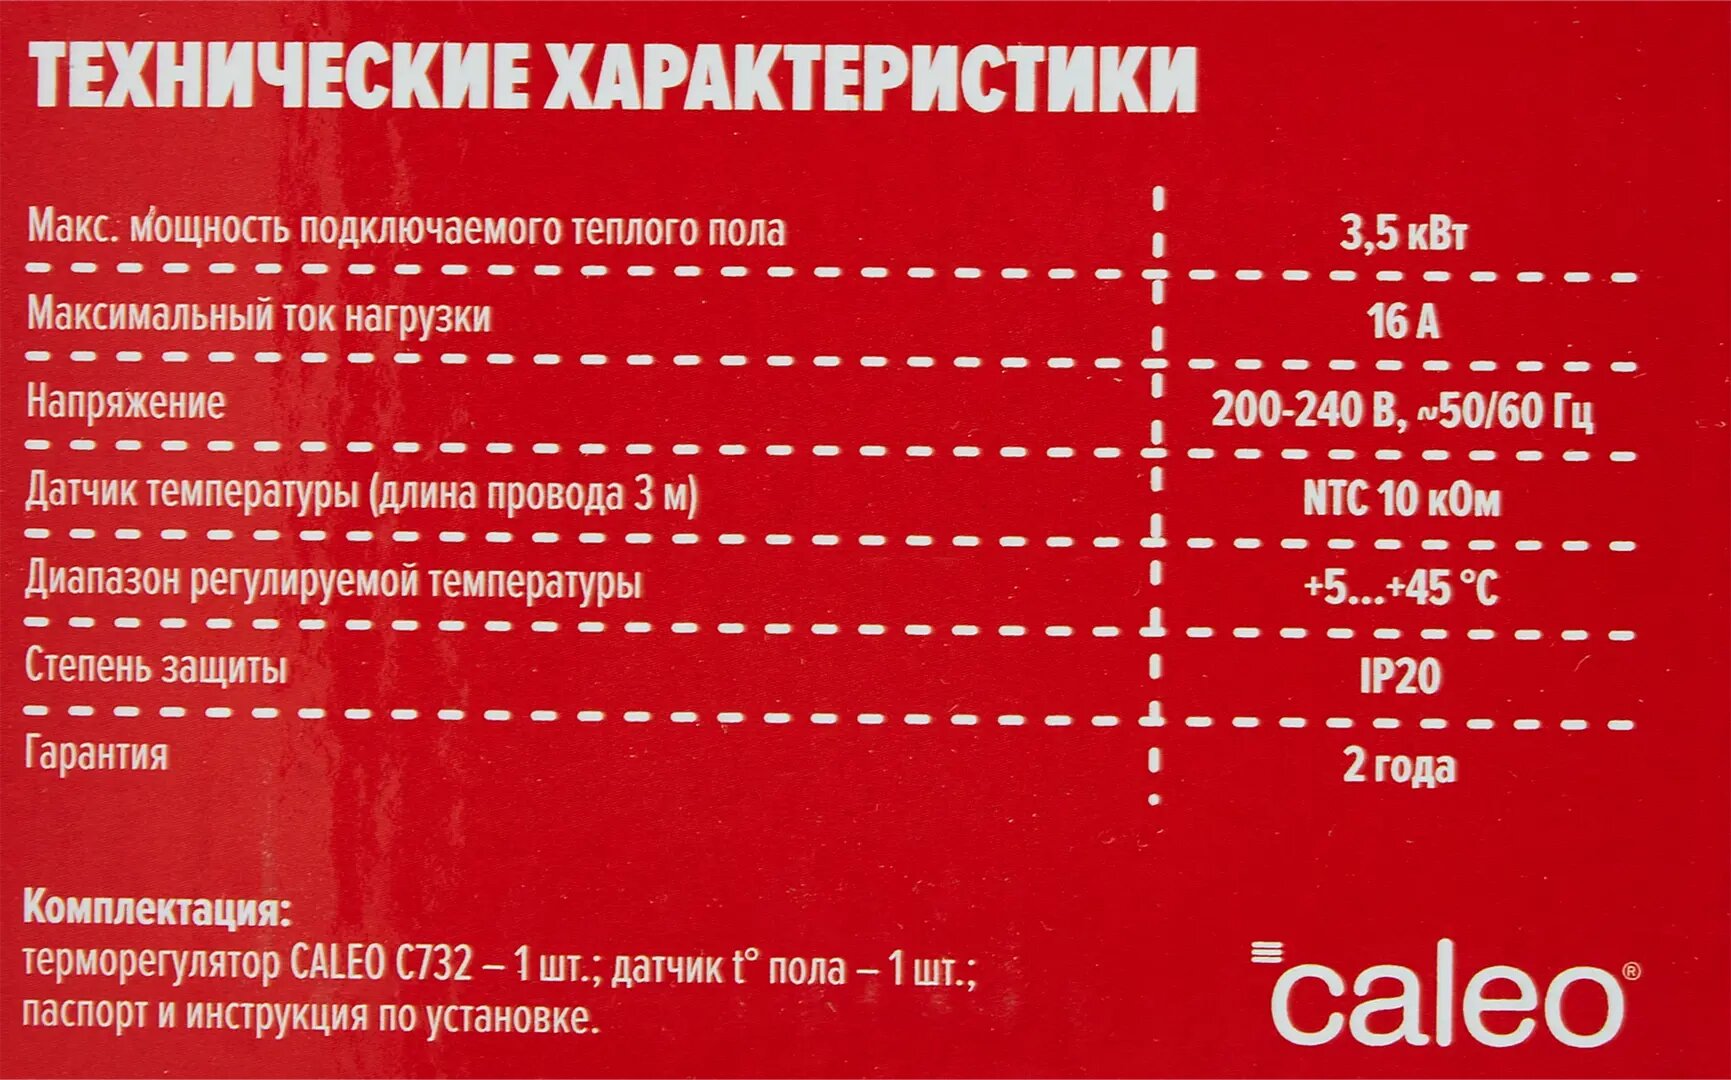 ТЕХНИЧЕСКИЕ ХАРАКТЕРИСТИКИ
Макс. мощность подключаемого теплого пола 3,5 кВт
Максимальный ток нагрузки 16 А
Напряжение 200-240 В, ~50/60 Гц
Датчик температуры (длина провода 3 м) NTC 10 кОм
Диапазон регулируемой температуры +5...+45 °C
Степень защиты IP20
Гарантия 2 года
Комплектация:
терморегулятор CALEO C732 – 1 шт.; датчик t° пола – 1 шт.;
паспорт и инструкция по установке.
caleo®